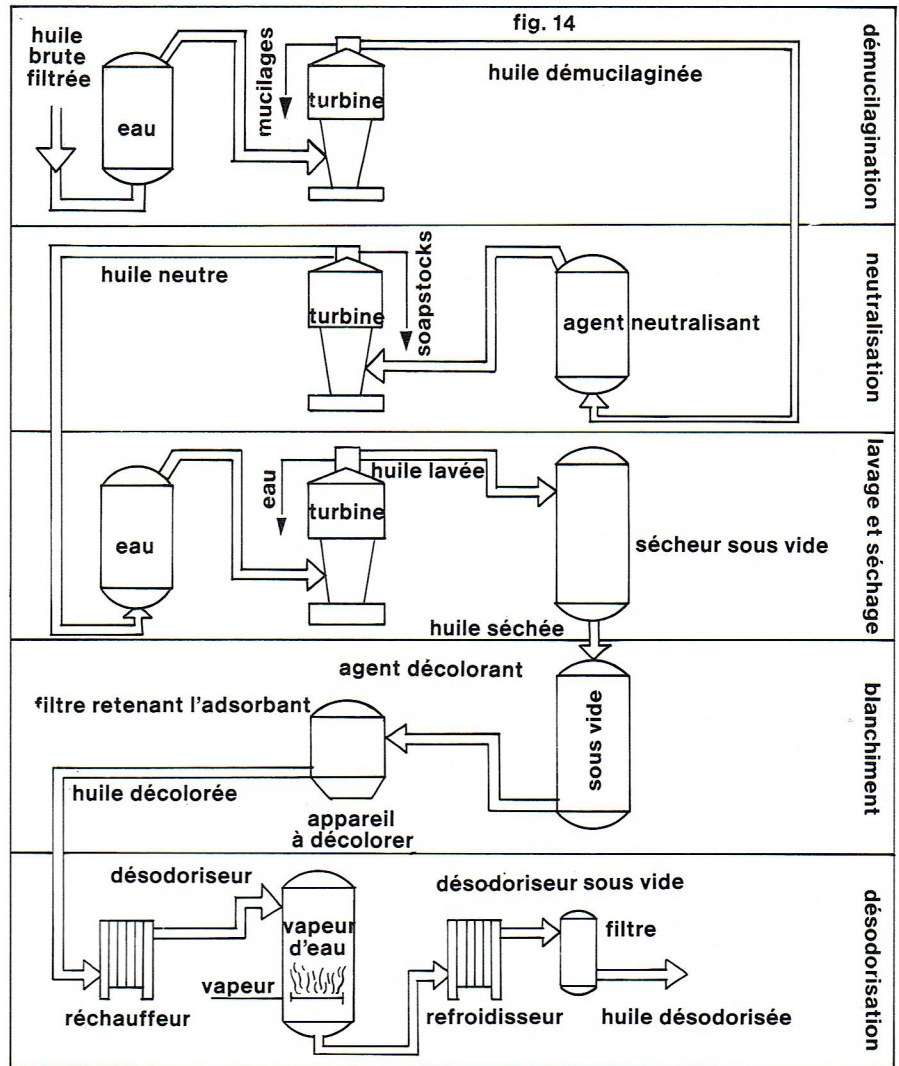 fig. 14
huile
brute
filtrée
eau
mucilages
turbine
huile démucilaginée
démucilagination
huile neutre
turbine
soapstocks
agent neutralisant
neutralisation
eau
eau
turbine
huile lavée
sécheur sous vide
huile séchée
lavage et séchage
agent décolorant
filtre retenant l'adsorbant
sous vide
huile décolorée
appareil
à décolorer
blanchiment
désodoriseur
désodoriseur sous vide
vapeur
d'eau
vapeur
réchauffeur
refroidisseur
filtre
huile désodorisée
désodorisation